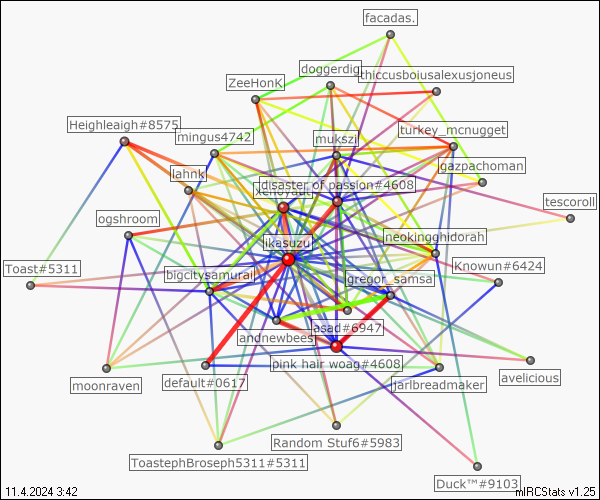 facadas.
doggerdig
thiccusboiusalexusjoneus
ZeeHonK
Heighleaigh#8575
mingus4742
mukszi
turkey_mcnugget
gazpachoman
lahnk
disaster of passion#4608
tescoroll
ogshroom
neokingghidorah
ikasuzu
Toast#5311
bigcitysamurai
gregor_samsa
Knowun#6424
asad#6947
andnewbees
pink hair woag#4608
avelicious
moonraven
default#0617
jarlbreadmaker
Random Stuf6#5983
ToastephBroseph5311#5311
Duck™#9103
11.4.2024 3:42
mIRCStats v1.25